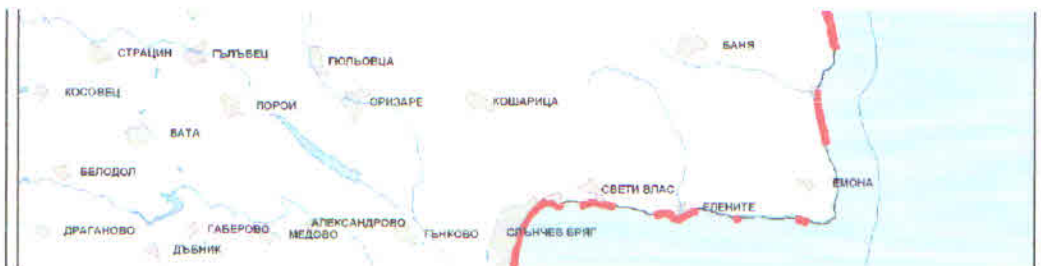 БАНЯ
СТРАЦИН
ГЪЛЪБЕЦ
ГЮЛЬОВЦА
КОСОВЕЦ
ПОРОЙ
ОРИЗАРЕ
КОШАРИЦА
ВАТА
БЕЛОДОЛ
СВЕТИ ВЛАС
ЕМОНА
ЕЛЕНИТЕ
ДРАГАНОВО
ГАБЕРОВО
МЕДОВО
АЛЕКСАНДРОВО
ТЪНКОВО
СЛЪНЧЕВ БРЯГ
ДЪБНИК